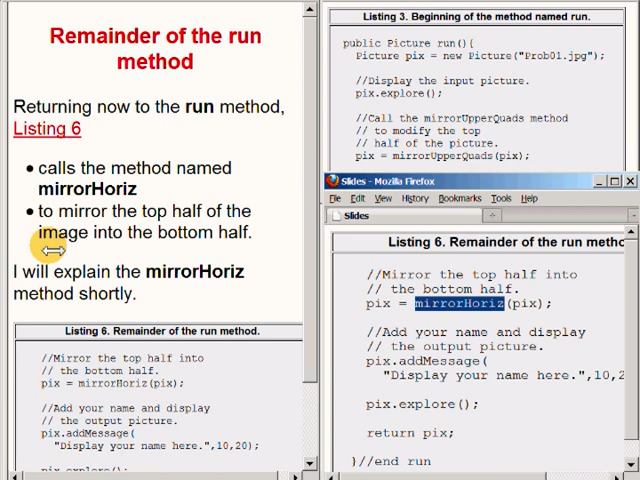 Remainder of the run
method
Returning now to the run method,
Listing 6
• calls the method named
mirrorHoriz
• to mirror the top half of the
image into the bottom half.
I will explain the mirrorHoriz
method shortly.
Listing 6. Remainder of the run method.
//Mirror the top half into
// the bottom half.
pix = mirrorHoriz(pix);
//Add your name and display
// the output picture.
pix.addMessage(
"Display your name here.",10,20);
pix.explore();
Listing 3. Beginning of the method named run.
public Picture run(){
Picture pix = new Picture("Prob01.jpg");
//Display the input picture.
pix.explore();
//Call the mirrorUpperQuads method
// to modify the top
// half of the picture.
pix = mirrorUpperQuads(pix);
Slides - Mozilla Firefox
File Edit View History Bookmarks Tools Help
Slides
Listing 6. Remainder of the run metho
//Mirror the top half into
// the bottom half.
pix = mirrorHoriz(pix);
//Add your name and display
// the output picture.
pix.addMessage(
"Display your name here.",10,2
pix.explore();
return pix;
}//end run